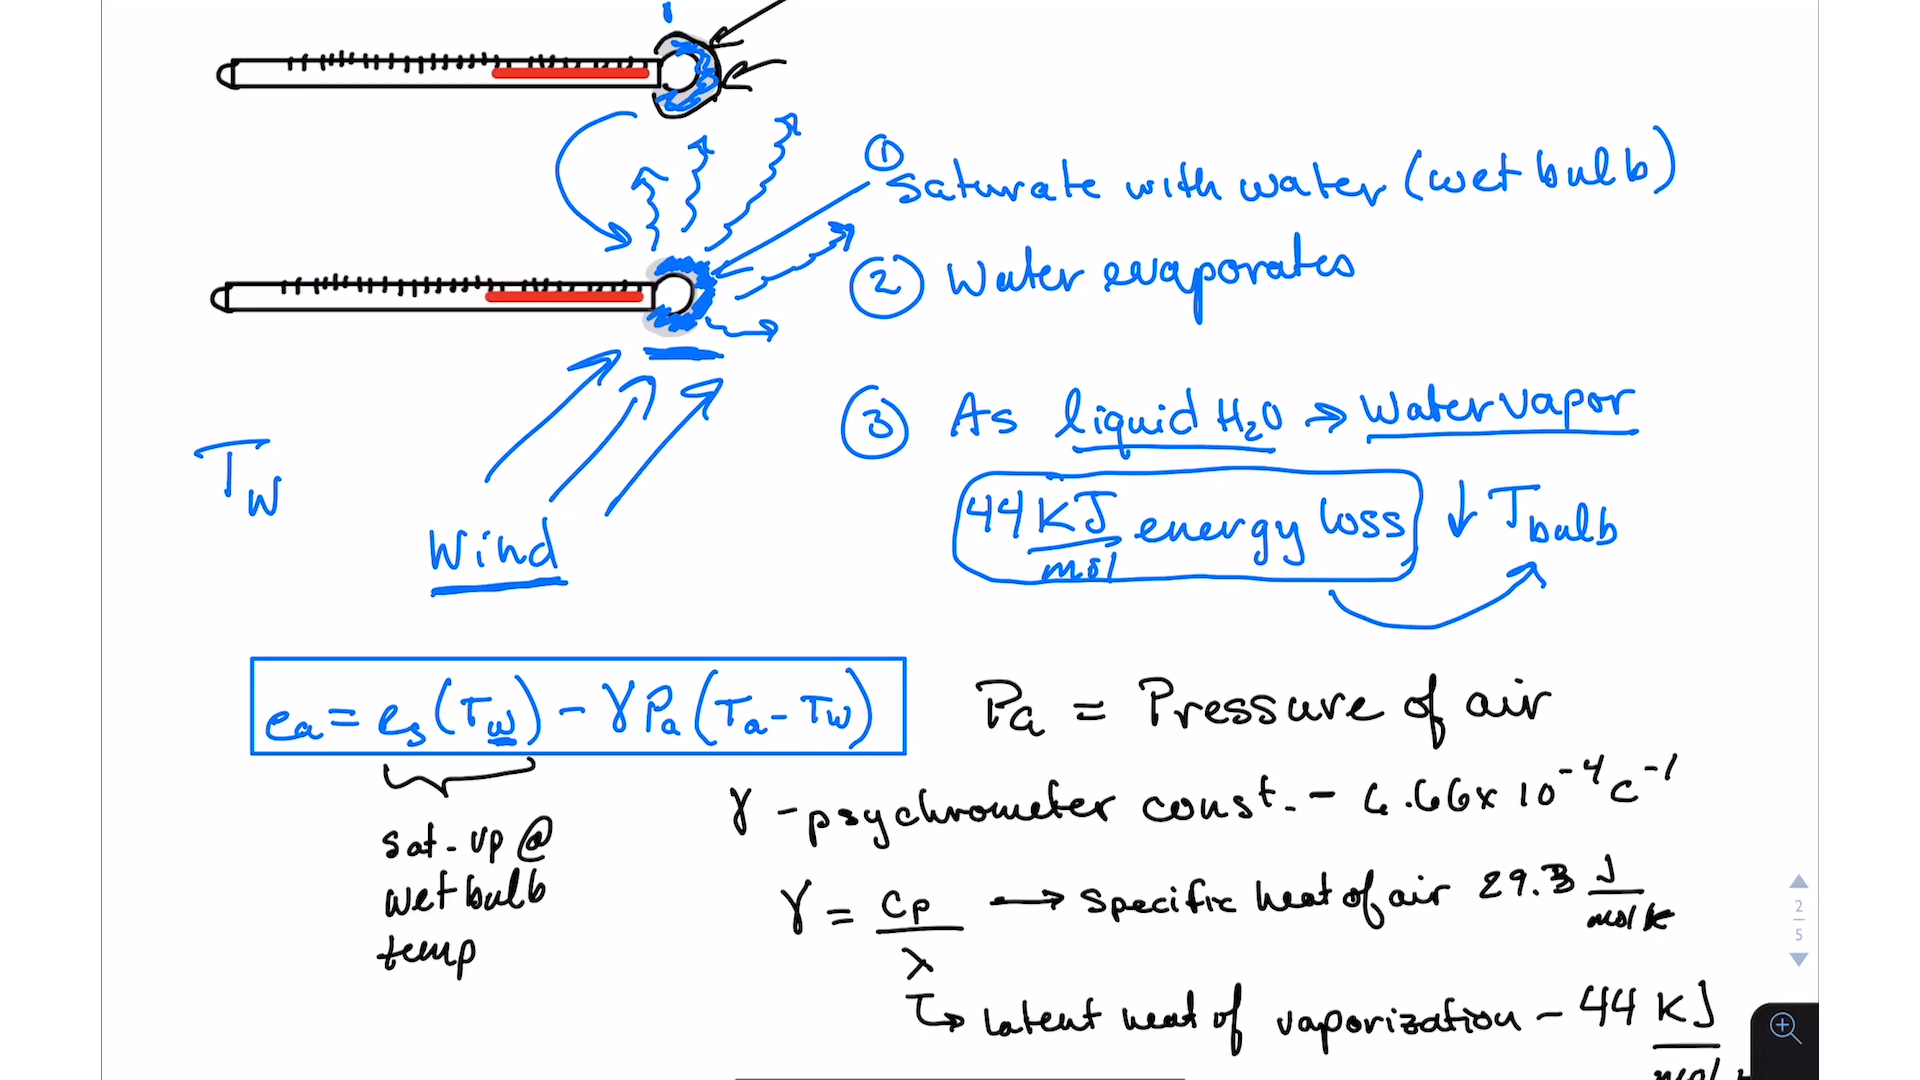 ①
Saturate with water (wet bulb)
② Water evaporates
③ As liquid H₂O → Water vapor
44 KJ/mol energy loss ↓ T_bulb
T_w
Wind
e_a = e_s(T_w) - γP_a(T_a - T_w)
P_a = Pressure of air
sat-vp @
wet bulb
temp
γ - psychrometer const. - 6.66 x 10⁻⁴ C⁻¹
γ = Cp/λ → Specific heat of air 29.3 J/mol k
↳ latent heat of vaporization - 44 KJ/mol
2
5